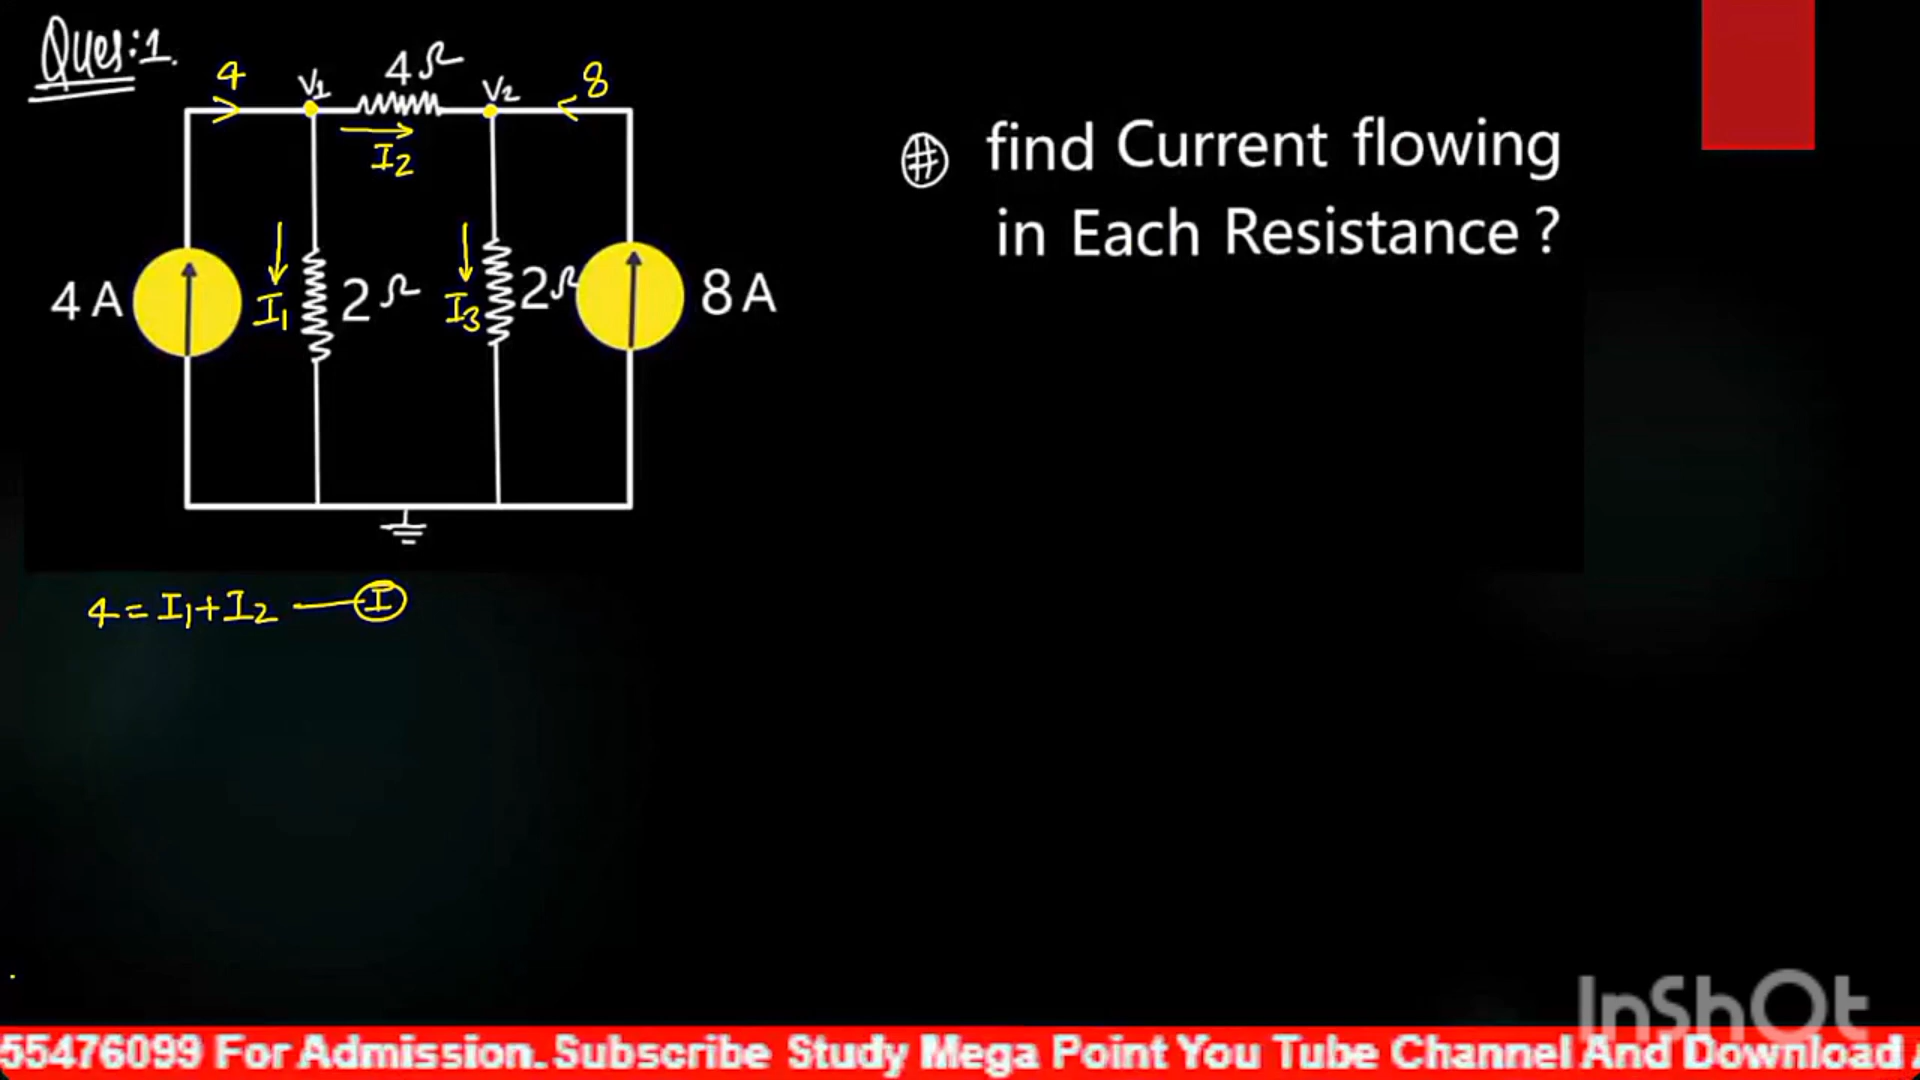 Ques:1.
4
V1
4Ω
V2
8
I2
4 A
I1
2Ω
I3
2Ω
8 A
# find Current flowing
in Each Resistance ?
4 = I1+I2 — I
InShOt
55476099 For Admission. Subscribe Study Mega Point You Tube Channel And Download